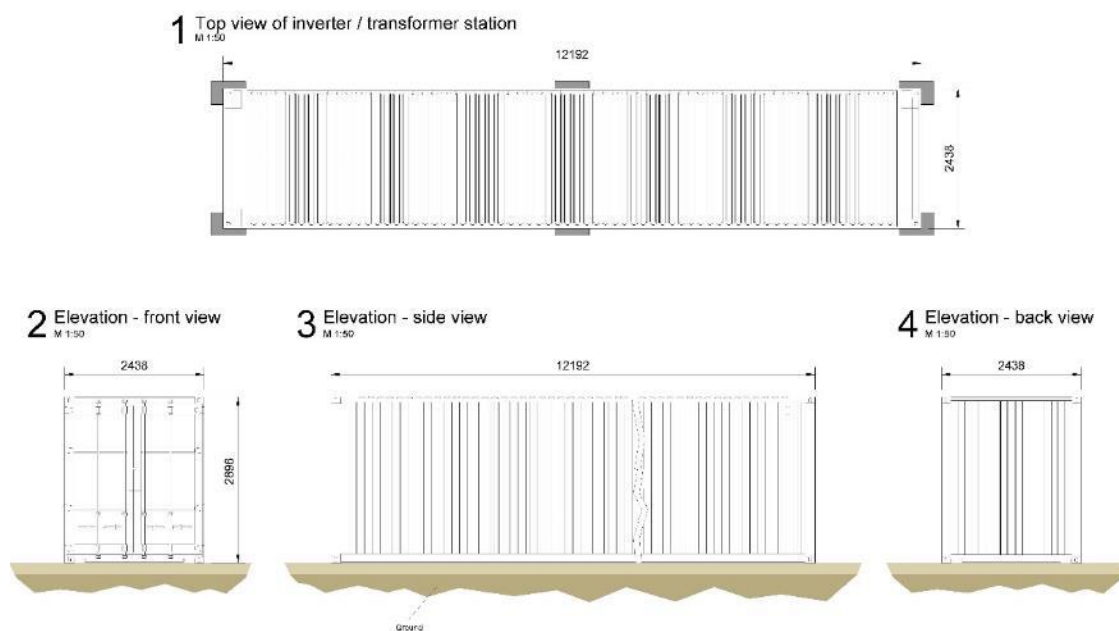 1 Top view of inverter / transformer station
M 1:50
12192
2438
2 Elevation - front view
M 1:50
3 Elevation - side view
M 1:50
4 Elevation - back view
M 1:50
2438
12192
2438
2896
Ground